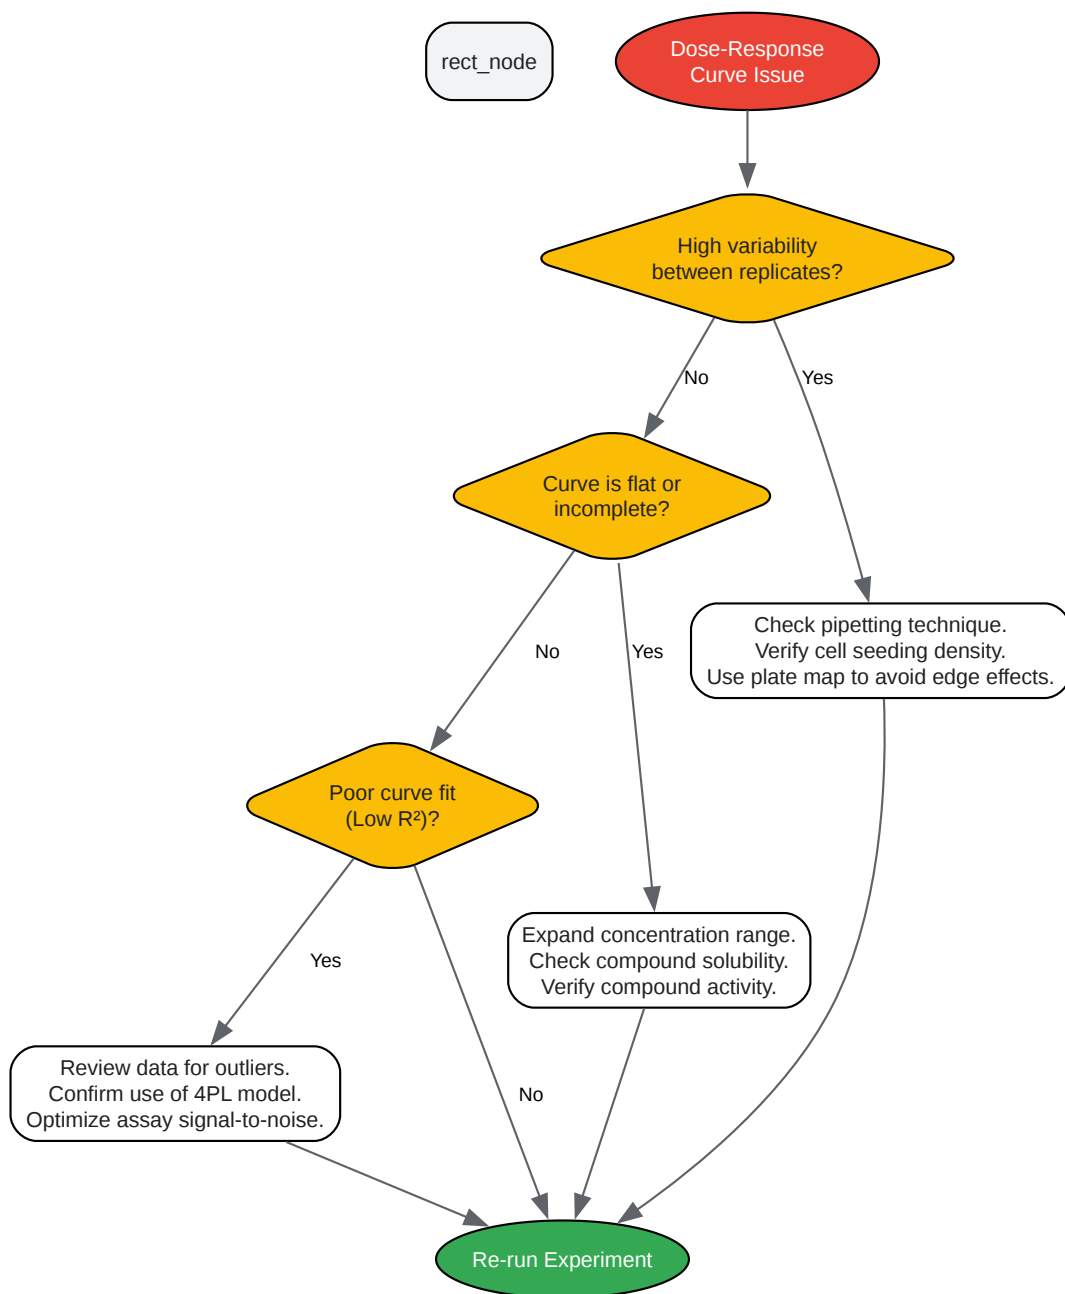 rect_node
Dose-Response
Curve Issue
High variability
between replicates?
No
Yes
Curve is flat or
incomplete?
Check pipetting technique.
Verify cell seeding density.
Use plate map to avoid edge effects.
No
Yes
Poor curve fit
(Low R²)?
Expand concentration range.
Check compound solubility.
Verify compound activity.
Yes
Review data for outliers.
Confirm use of 4PL model.
Optimize assay signal-to-noise.
No
Re-run Experiment